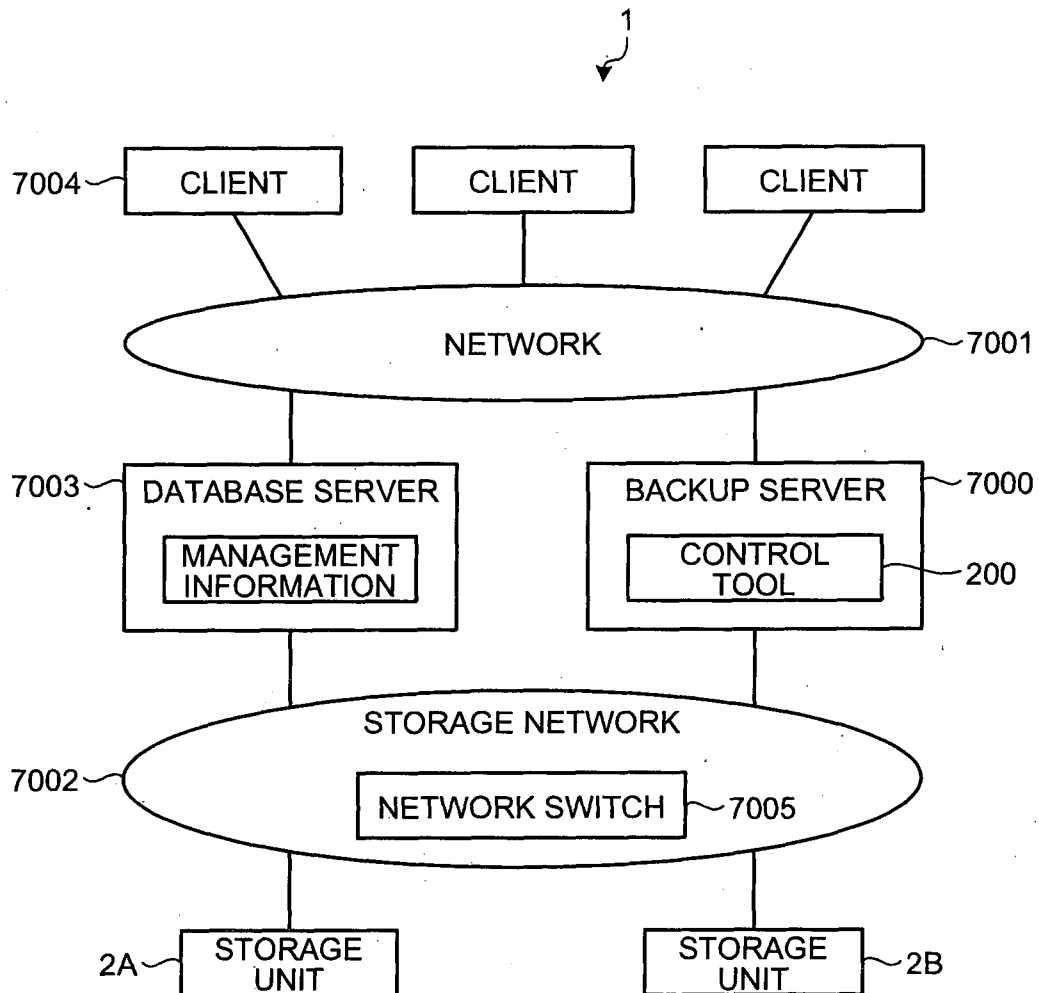 1
7004 CLIENT CLIENT CLIENT
NETWORK 7001
7003 DATABASE SERVER BACKUP SERVER 7000
MANAGEMENT INFORMATION CONTROL TOOL 200
STORAGE NETWORK
7002 NETWORK SWITCH 7005
2A STORAGE UNIT STORAGE UNIT 2B